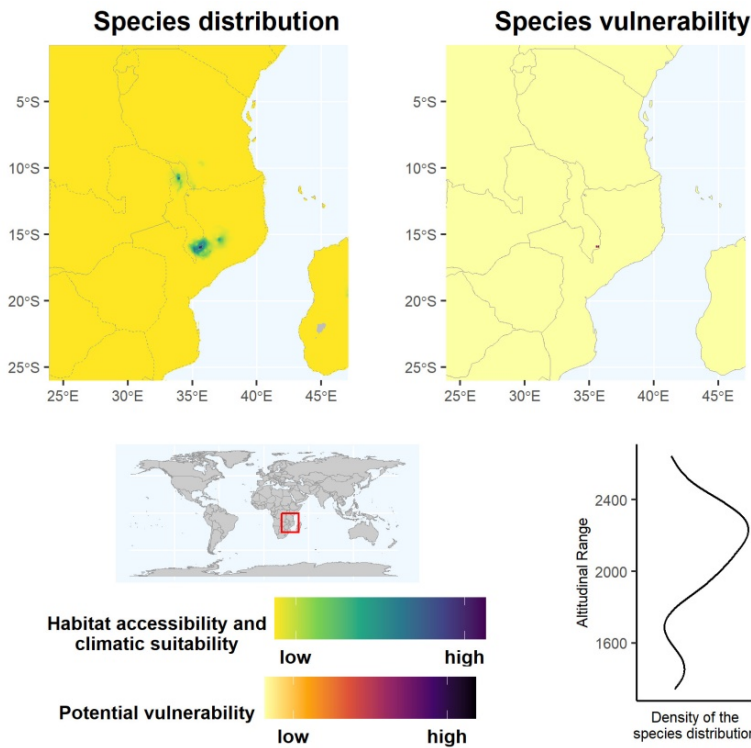 Species distribution
Species vulnerability
5°S
10°S
15°S
20°S
25°S
25°E
30°E
35°E
40°E
45°E
5°S
10°S
15°S
20°S
25°S
25°E
30°E
35°E
40°E
45°E
Habitat accessibility and
climatic suitability
low
high
Potential vulnerability
low
high
Altitudinal Range
2400
2000
1600
Density of the
species distribution